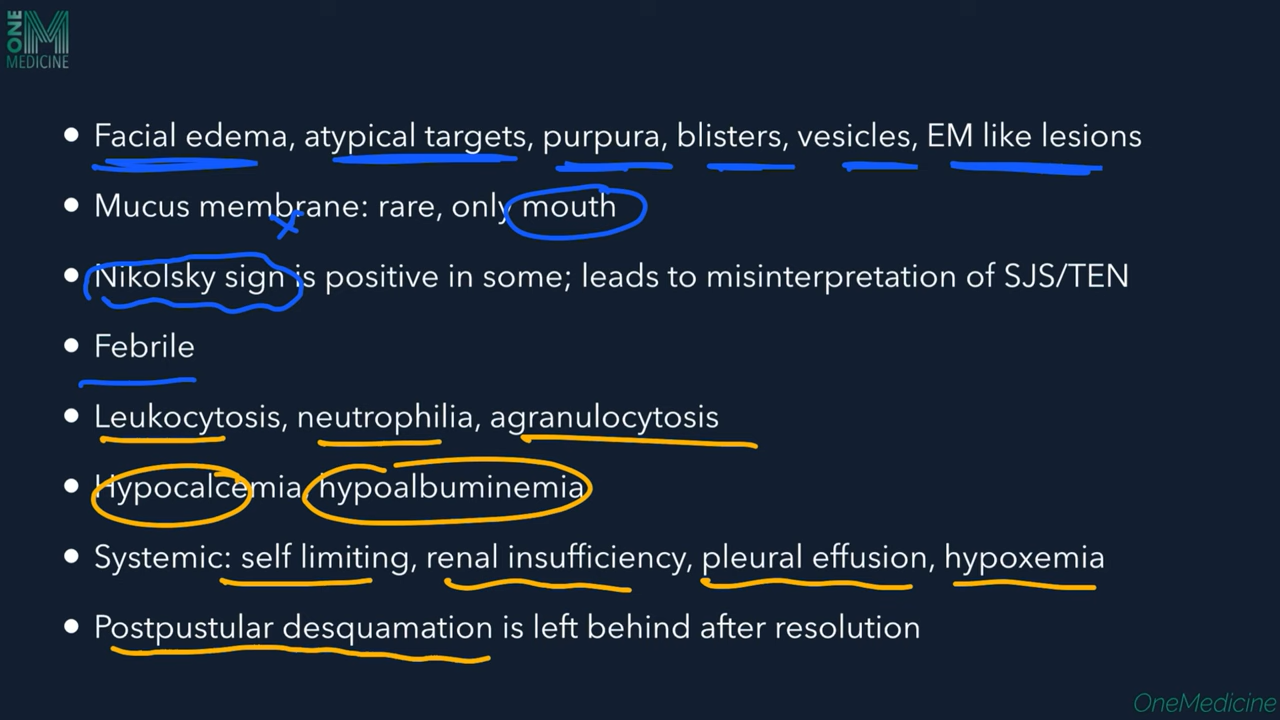 ONE
M
MEDICINE
• Facial edema, atypical targets, purpura, blisters, vesicles, EM like lesions
• Mucus membrane: rare, only mouth
• Nikolsky sign is positive in some; leads to misinterpretation of SJS/TEN
• Febrile
• Leukocytosis, neutrophilia, agranulocytosis
• Hypocalcemia, hypoalbuminemia
• Systemic: self limiting, renal insufficiency, pleural effusion, hypoxemia
• Postpustular desquamation is left behind after resolution
OneMedicine